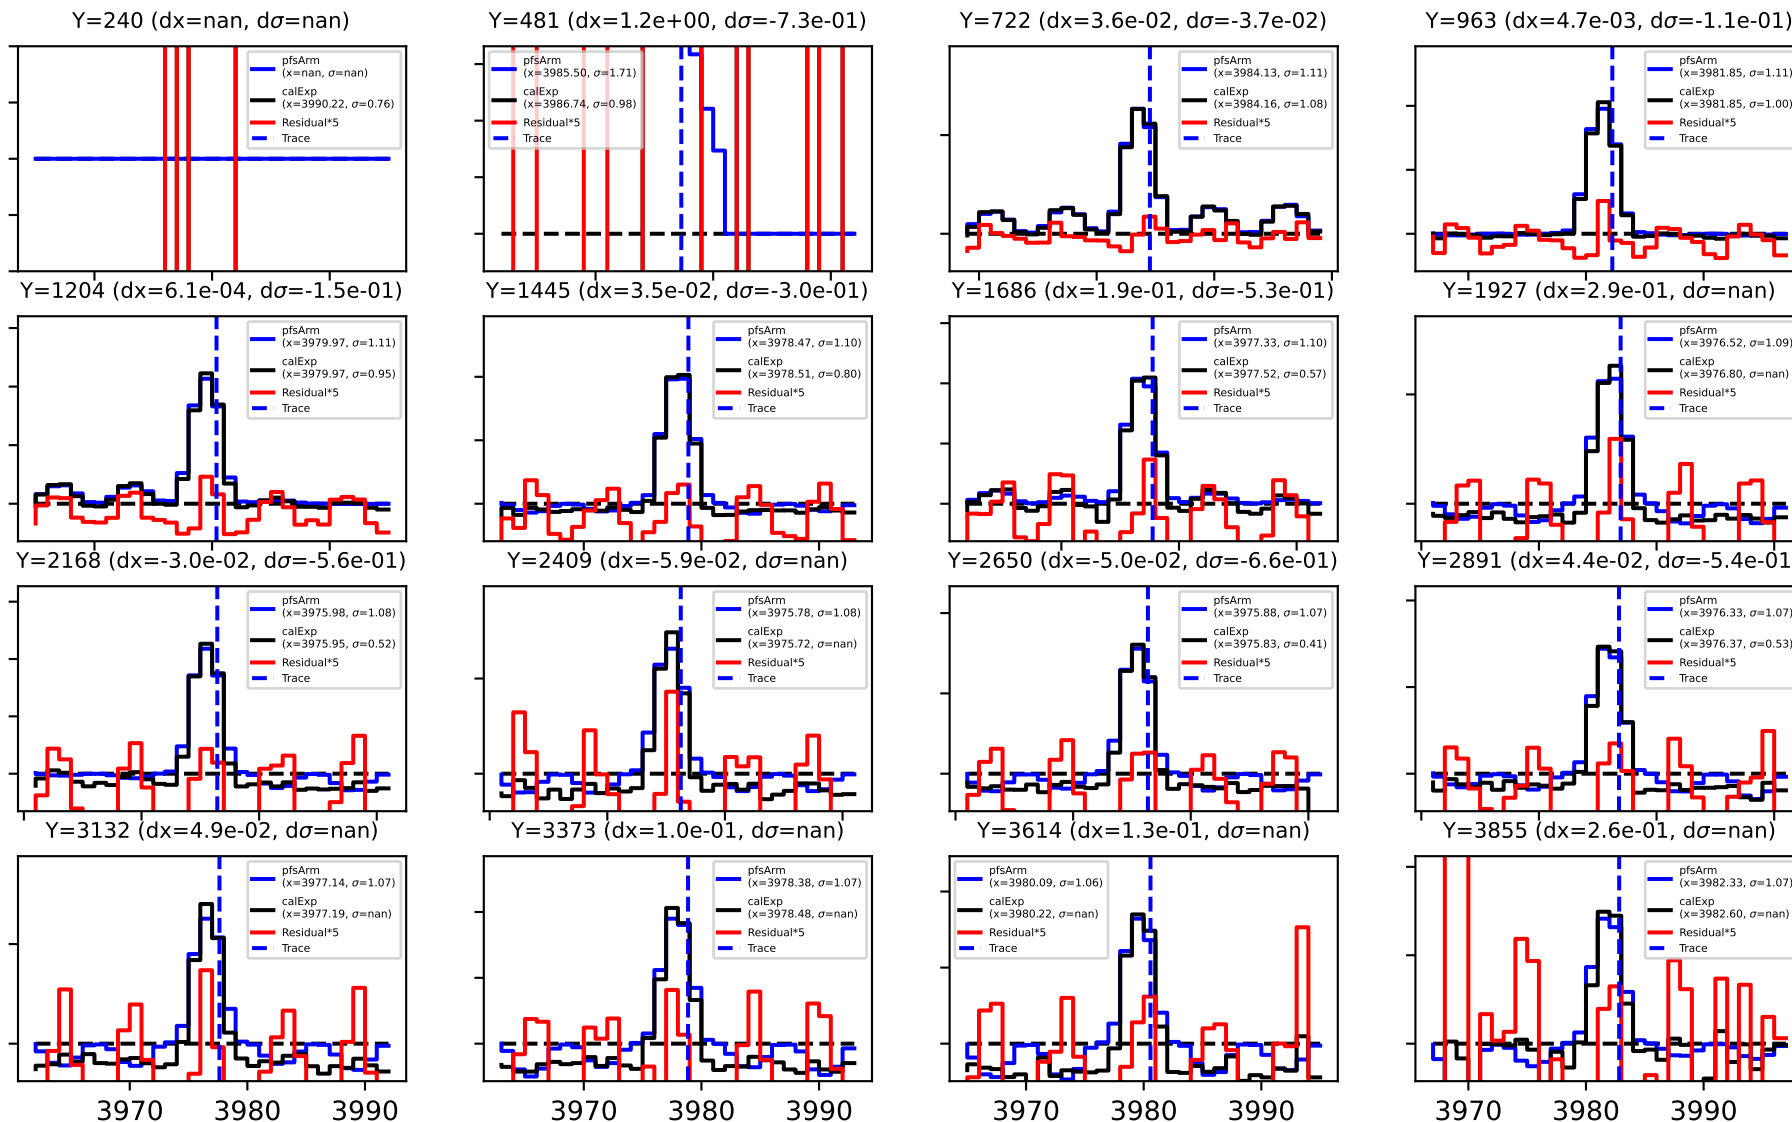 Y=240 (dx=nan, dσ=nan)
pfsArm
(x=nan, σ=nan)
calExp
(x=3990.22, σ=0.76)
Residual*5
Trace
Y=481 (dx=1.2e+00, dσ=-7.3e-01)
pfsArm
(x=3985.50, σ=1.71)
calExp
(x=3986.74, σ=0.98)
Residual*5
Trace
Y=722 (dx=3.6e-02, dσ=-3.7e-02)
pfsArm
(x=3984.13, σ=1.11)
calExp
(x=3984.16, σ=1.08)
Residual*5
Trace
Y=963 (dx=4.7e-03, dσ=-1.1e-01)
pfsArm
(x=3981.85, σ=1.11)
calExp
(x=3981.85, σ=1.00)
Residual*5
Trace
Y=1204 (dx=6.1e-04, dσ=-1.5e-01)
pfsArm
(x=3979.97, σ=1.11)
calExp
(x=3979.97, σ=0.95)
Residual*5
Trace
Y=1445 (dx=3.5e-02, dσ=-3.0e-01)
pfsArm
(x=3978.47, σ=1.10)
calExp
(x=3978.51, σ=0.80)
Residual*5
Trace
Y=1686 (dx=1.9e-01, dσ=-5.3e-01)
pfsArm
(x=3977.33, σ=1.10)
calExp
(x=3977.52, σ=0.57)
Residual*5
Trace
Y=1927 (dx=2.9e-01, dσ=nan)
pfsArm
(x=3976.52, σ=1.09)
calExp
(x=3976.80, σ=nan)
Residual*5
Trace
Y=2168 (dx=-3.0e-02, dσ=-5.6e-01)
pfsArm
(x=3975.98, σ=1.08)
calExp
(x=3975.95, σ=0.52)
Residual*5
Trace
Y=2409 (dx=-5.9e-02, dσ=nan)
pfsArm
(x=3975.78, σ=1.08)
calExp
(x=3975.72, σ=nan)
Residual*5
Trace
Y=2650 (dx=-5.0e-02, dσ=-6.6e-01)
pfsArm
(x=3975.88, σ=1.07)
calExp
(x=3975.83, σ=0.41)
Residual*5
Trace
Y=2891 (dx=4.4e-02, dσ=-5.4e-01
pfsArm
(x=3976.33, σ=1.07)
calExp
(x=3976.37, σ=0.53)
Residual*5
Trace
Y=3132 (dx=4.9e-02, dσ=nan)
pfsArm
(x=3977.14, σ=1.07)
calExp
(x=3977.19, σ=nan)
Residual*5
Trace
Y=3373 (dx=1.0e-01, dσ=nan)
pfsArm
(x=3978.38, σ=1.07)
calExp
(x=3978.48, σ=nan)
Residual*5
Trace
Y=3614 (dx=1.3e-01, dσ=nan)
pfsArm
(x=3980.09, σ=1.06)
calExp
(x=3980.22, σ=nan)
Residual*5
Trace
Y=3855 (dx=2.6e-01, dσ=nan)
pfsArm
(x=3982.33, σ=1.07)
calExp
(x=3982.60, σ=nan)
Residual*5
Trace
3970 3980 3990
3970 3980 3990
3970 3980 3990
3970 3980 3990